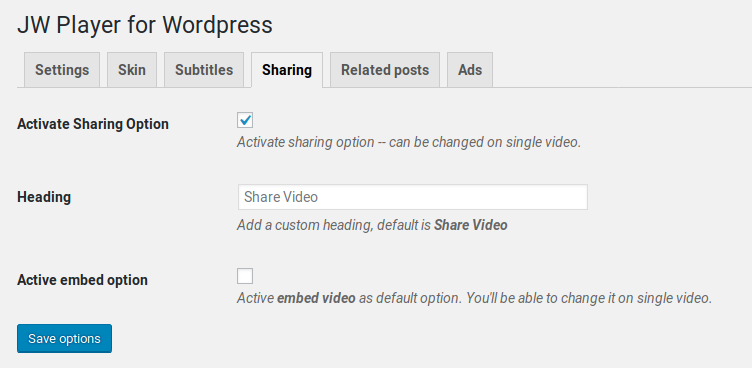 JW Player for Wordpress
Settings Skin Subtitles Sharing Related posts Ads
Activate Sharing Option
Activate sharing option -- can be changed on single video.
Heading Share Video
Add a custom heading, default is Share Video
Active embed option
Active embed video as default option. You'll be able to change it on single video.
Save options